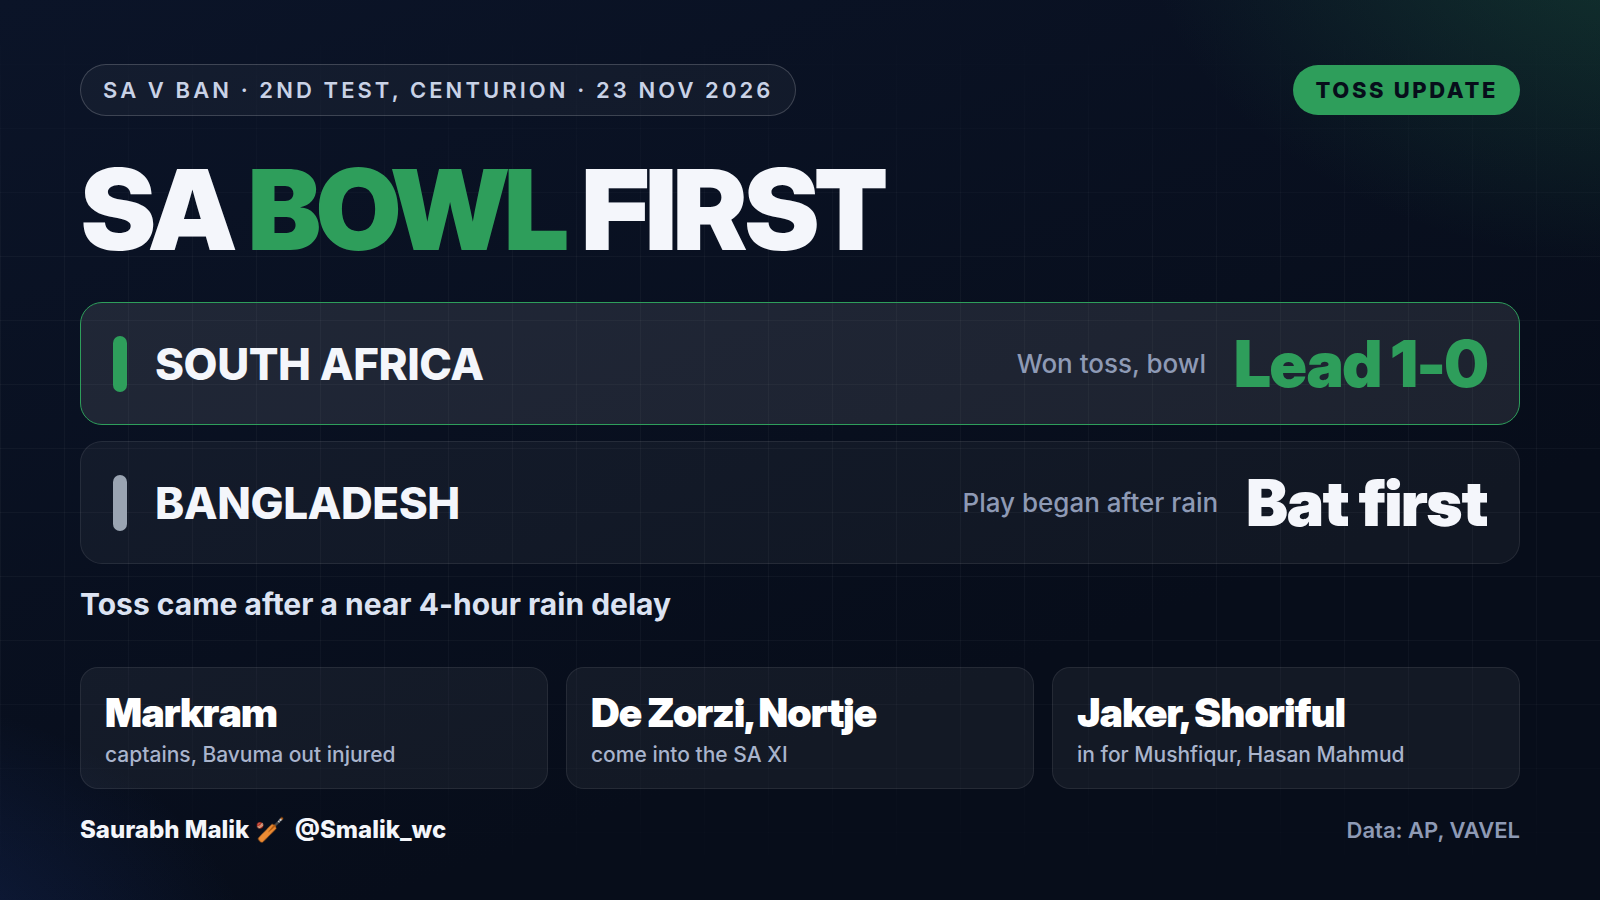 SA V BAN · 2ND TEST, CENTURION · 23 NOV 2026
TOSS UPDATE
SA BOWL FIRST
SOUTH AFRICA
Won toss, bowl
Lead 1-0
BANGLADESH
Play began after rain
Bat first
Toss came after a near 4-hour rain delay
Markram
captains, Bavuma out injured
De Zorzi, Nortje
come into the SA XI
Jaker, Shoriful
in for Mushfiqur, Hasan Mahmud
Saurabh Malik 🏏 @Smalik_wc
Data: AP, VAVEL